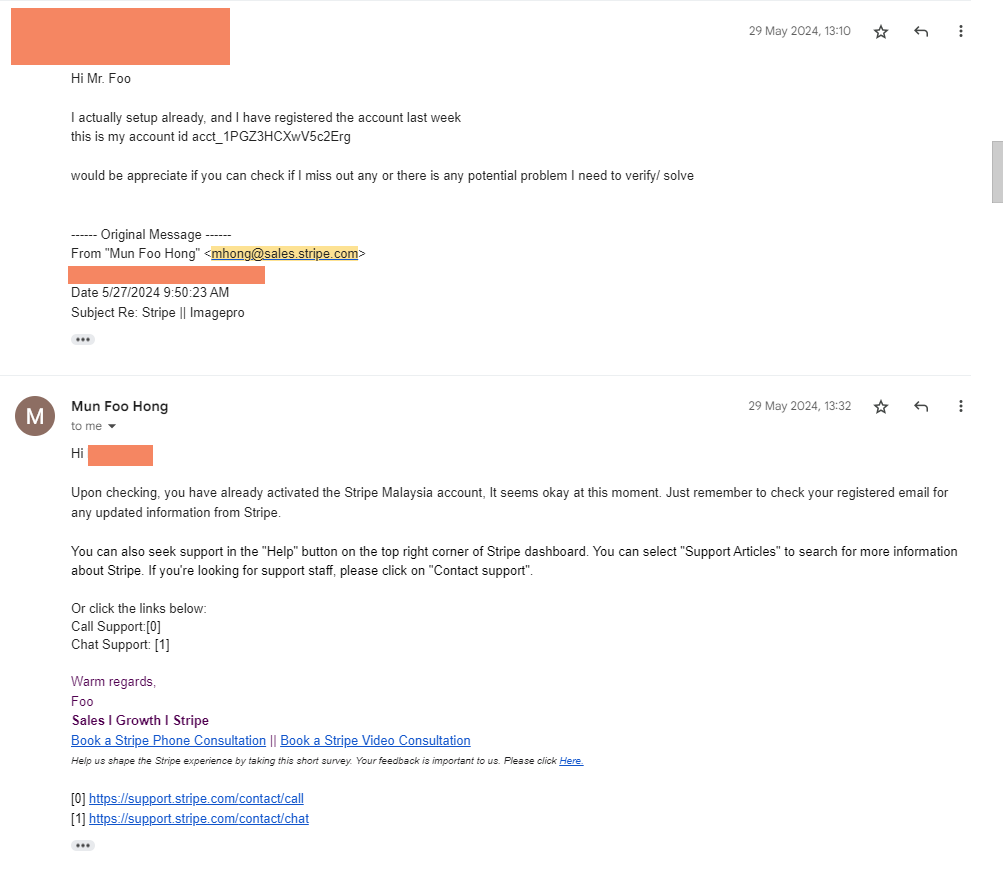 29 May 2024, 13:10
Hi Mr. Foo
I actually setup already, and I have registered the account last week
this is my account id acct_1PGZ3HCXwV5c2Erg
would be appreciate if you can check if I miss out any or there is any potential problem I need to verify/ solve
------ Original Message ------
From "Mun Foo Hong" <mhong@sales.stripe.com>
Date 5/27/2024 9:50:23 AM
Subject Re: Stripe || Imagepro
M
Mun Foo Hong
29 May 2024, 13:32
to me
Hi
Upon checking, you have already activated the Stripe Malaysia account, It seems okay at this moment. Just remember to check your registered email for
any updated information from Stripe.
You can also seek support in the "Help" button on the top right corner of Stripe dashboard. You can select "Support Articles" to search for more information
about Stripe. If you're looking for support staff, please click on "Contact support".
Or click the links below:
Call Support:[0]
Chat Support: [1]
Warm regards,
Foo
Sales I Growth I Stripe
Book a Stripe Phone Consultation || Book a Stripe Video Consultation
Help us shape the Stripe experience by taking this short survey. Your feedback is important to us. Please click Here.
[0] https://support.stripe.com/contact/call
[1] https://support.stripe.com/contact/chat